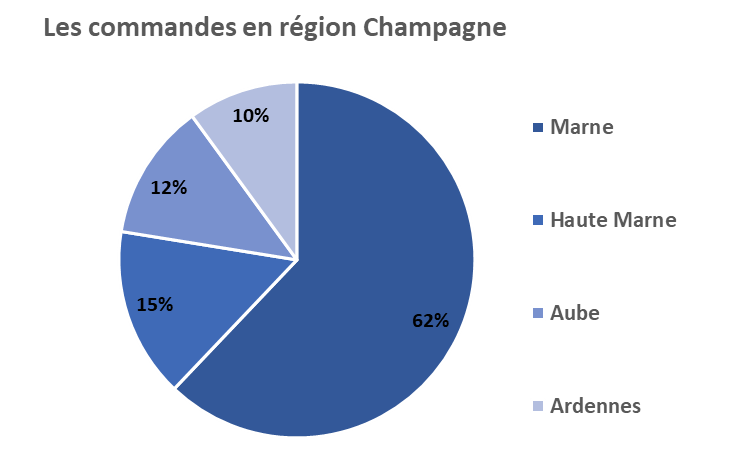 Les commandes en région Champagne
10%
12%
15%
62%
Marne
Haute Marne
Aube
Ardennes